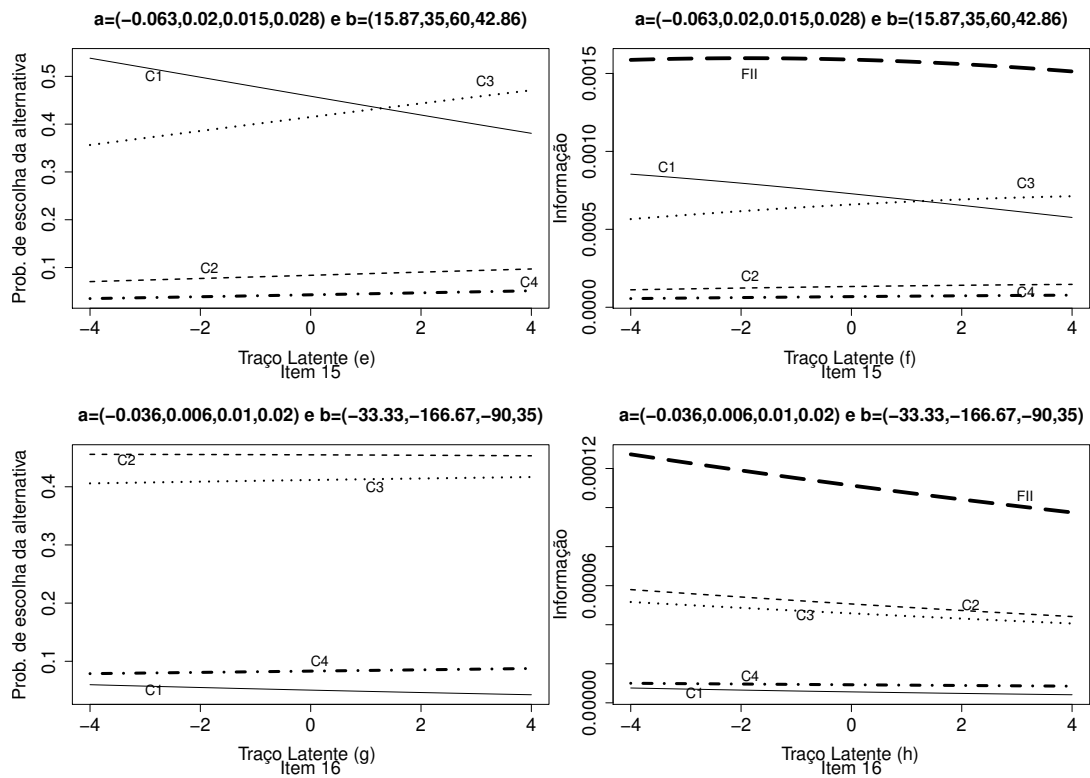 a=(−0.063,0.02,0.015,0.028) e b=(15.87,35,60,42.86)
Prob. de escolha da alternativa
0.1
0.2
0.3
0.4
0.5
C1
C3
C2
C4
−4
−2
0
2
4
Traço Latente (e)
Item 15
a=(−0.063,0.02,0.015,0.028) e b=(15.87,35,60,42.86)
Informação
0.0000
0.0005
0.0010
0.0015
FII
C1
C3
C2
C4
−4
−2
0
2
4
Traço Latente (f)
Item 15
a=(−0.036,0.006,0.01,0.02) e b=(−33.33,−166.67,−90,35)
Prob. de escolha da alternativa
0.1
0.2
0.3
0.4
C2
C3
C4
C1
−4
−2
0
2
4
Traço Latente (g)
Item 16
a=(−0.036,0.006,0.01,0.02) e b=(−33.33,−166.67,−90,35)
Informação
0.00000
0.00006
0.00012
FII
C2
C3
C4
C1
−4
−2
0
2
4
Traço Latente (h)
Item 16